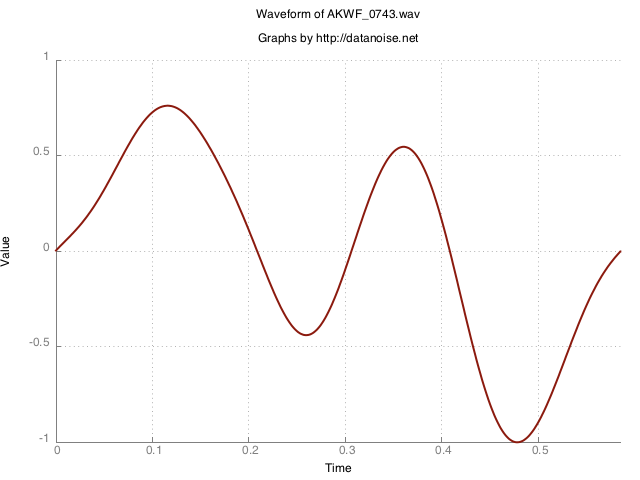 Waveform of AKWF_0743.wav
Graphs by http://datanoise.net
1
0.5
0
-0.5
-1
Value
0 0.1 0.2 0.3 0.4 0.5
Time